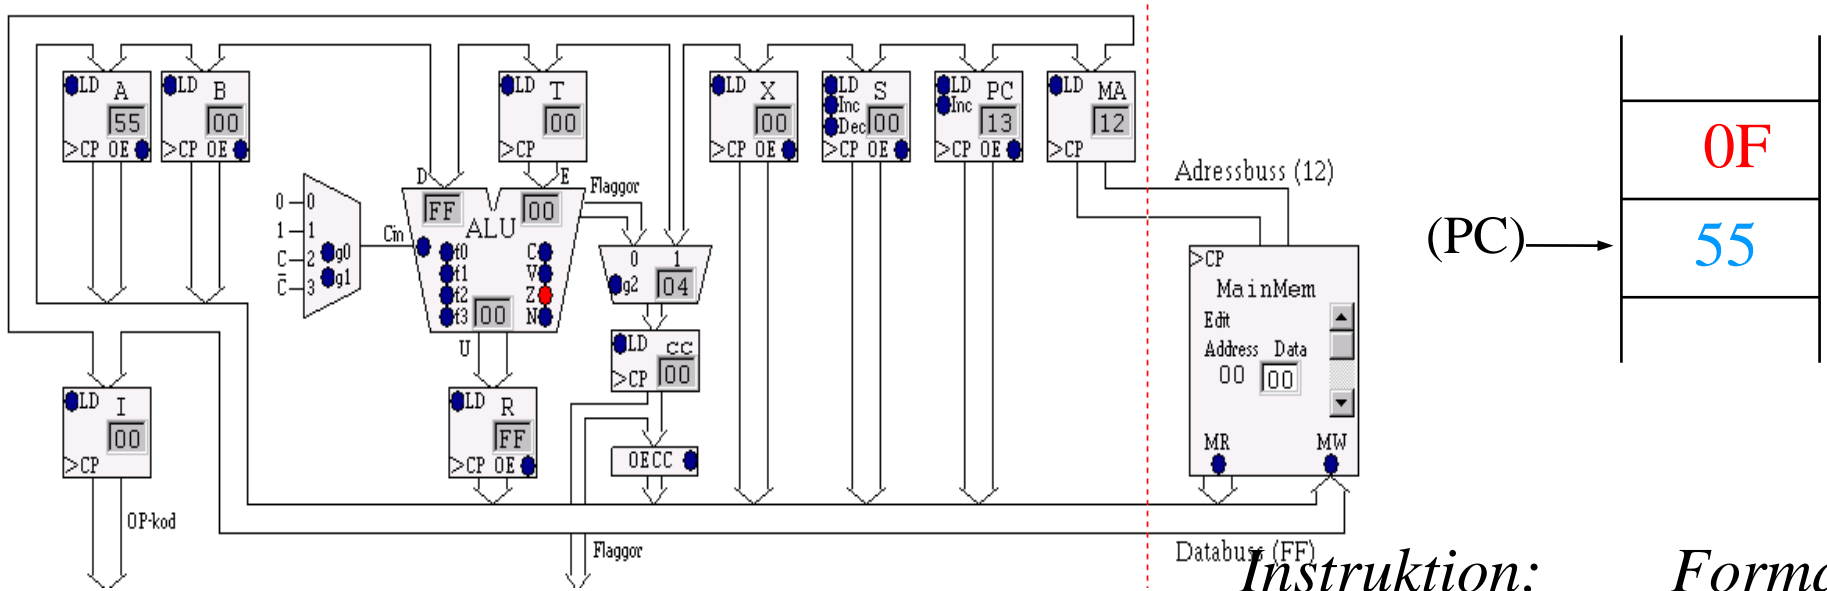 LD A 55 >CP OE
LD B 00 >CP OE
LD T 00 >CP
LD X 00 >CP OE
LD Inc Dec S 00 >CP OE
LD Inc PC 13 >CP OE
LD MA 12 >CP
0F
(PC) 55
Adressbuss (12)
D E Flaggor
0 0
1 1
C 2 g0
C̅ 3 g1
Cin
FF 00
ALU
f0 C
f1 V
f2 Z
f3 00 N
U
0 1
g2 04
LD CC 00 >CP
OECC
LD I 00 >CP
LD R FF >CP OE
>CP
MainMem
Edit
Address Data
00 00
MR MW
OP-kod
Flaggor
Databuss (FF)
Instruktion: Forma